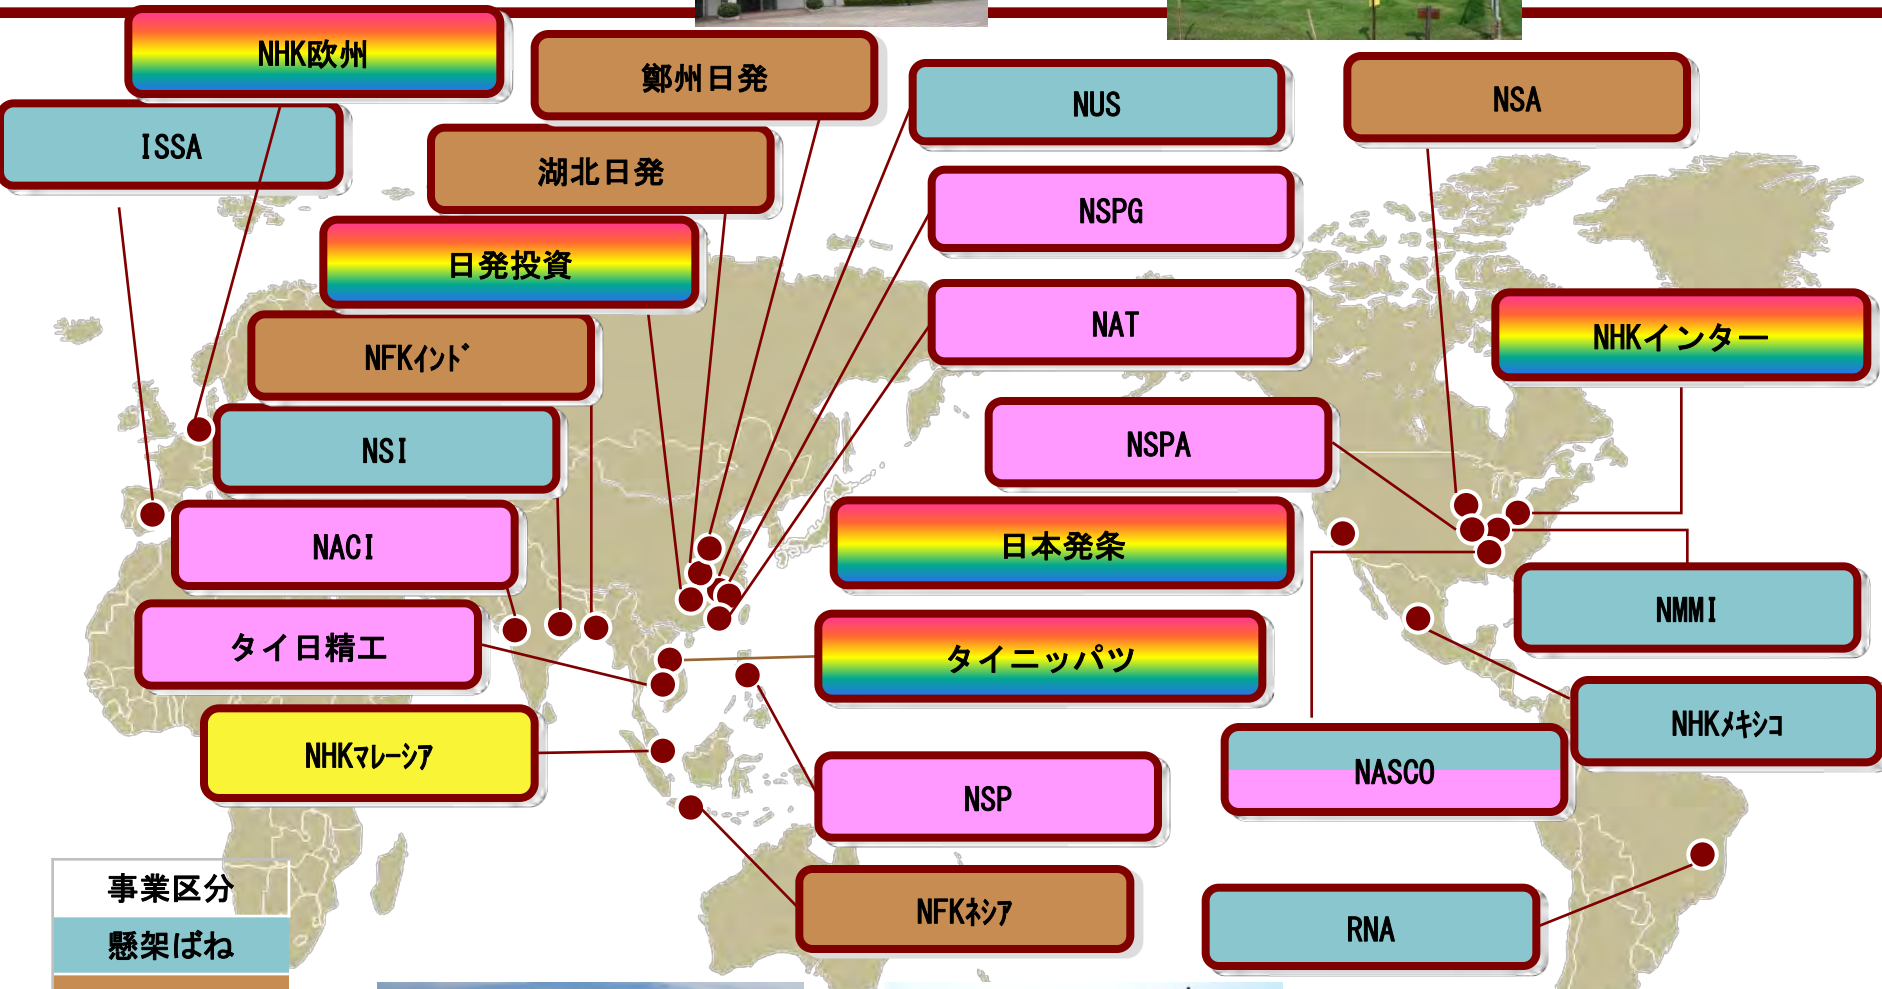 NHK欧州
鄭州日発
NUS
NSA
ISSA
湖北日発
NSPG
日発投資
NAT
NHKインター
NFKインド
NSPA
NSI
NACI
日本発条
NMMI
タイ日精工
タイニッパツ
NHKメキシコ
NHKマレーシア
NASCO
NSP
事業区分
NFKネシア
RNA
懸架ばね